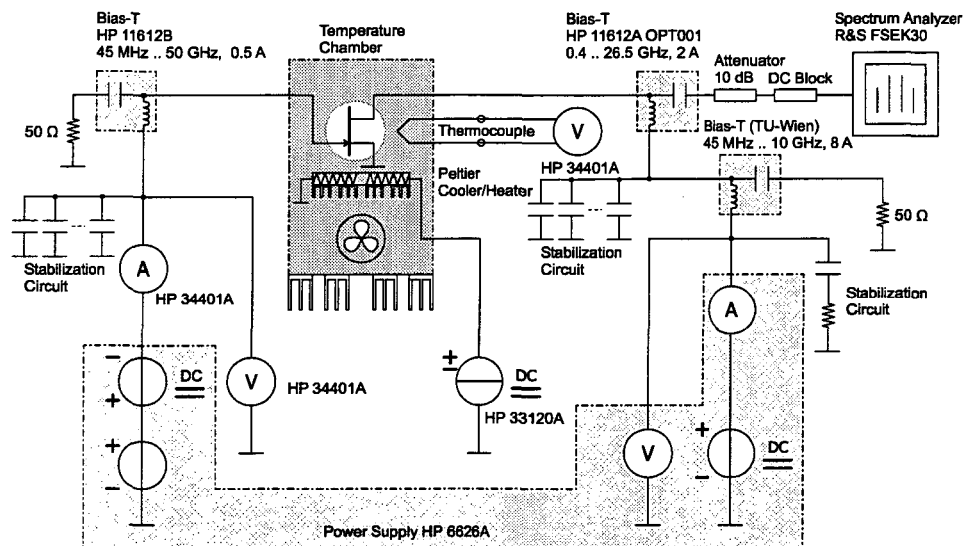 Bias-T
HP 11612B
45 MHz .. 50 GHz, 0.5 A
Temperature
Chamber
Bias-T
HP 11612A OPT001
0.4 .. 26.5 GHz, 2 A
Spectrum Analyzer
R&S FSEK30
Attenuator
10 dB
DC Block
50 Ω
Thermocouple
V
HP 34401A
Bias-T (TU-Wien)
45 MHz .. 10 GHz, 8 A
Peltier
Cooler/Heater
50 Ω
Stabilization
Circuit
A
HP 34401A
Stabilization
Circuit
A
Stabilization
Circuit
−
+
DC
V
HP 34401A
±
DC
HP 33120A
+
−
V
+
−
DC
Power Supply HP 6626A